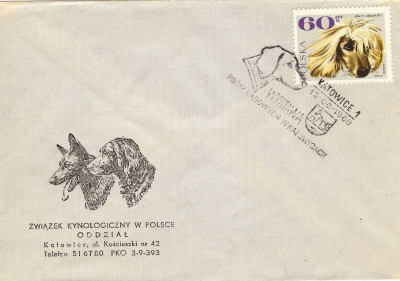 60 GR
POLSKA
KATOWICE 1
WYSTAWA
PSÓW RASOWYCH W KATOWICACH
ZWIĄZEK KYNOLOGICZNY W POLSCE
ODDZIAŁ
Katowice, ul. Kościuszki nr 42
Telefon 516780 PKO 3-9-393